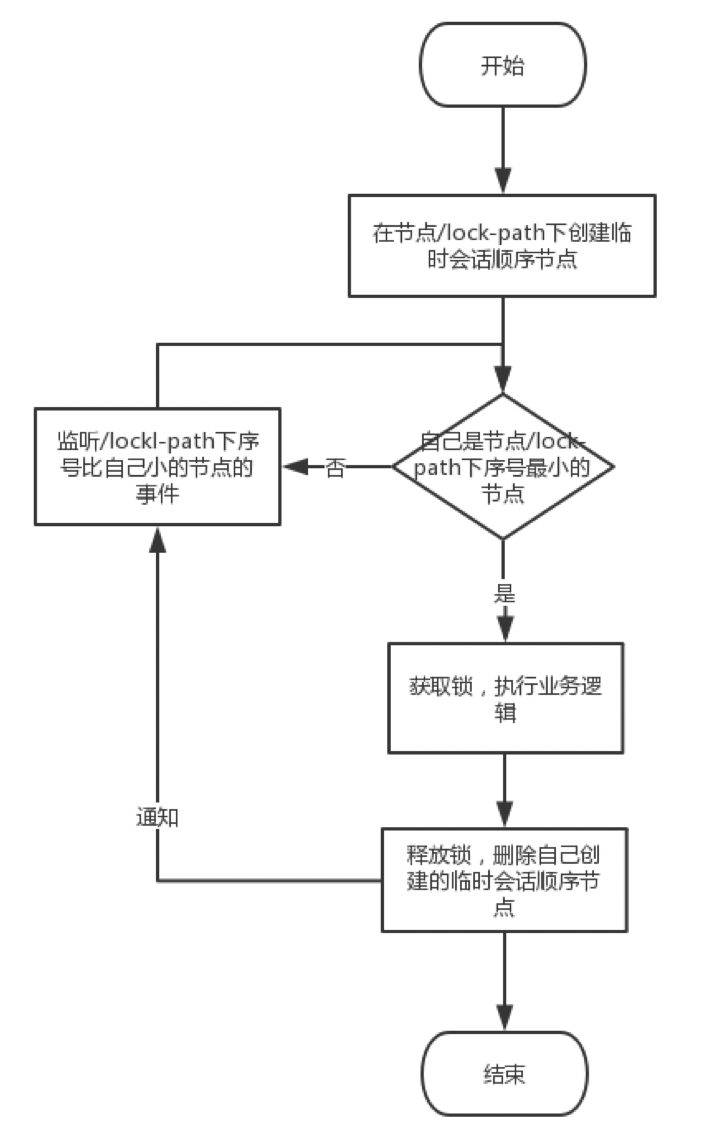 开始
在节点/lock-path下创建临
时会话顺序节点
自己是节点/lock-
path下序号最小的
节点
否
监听/lockl-path下序
号比自己小的节点的
事件
是
获取锁，执行业务逻
辑
通知
释放锁，删除自己创
建的临时会话顺序节
点
结束